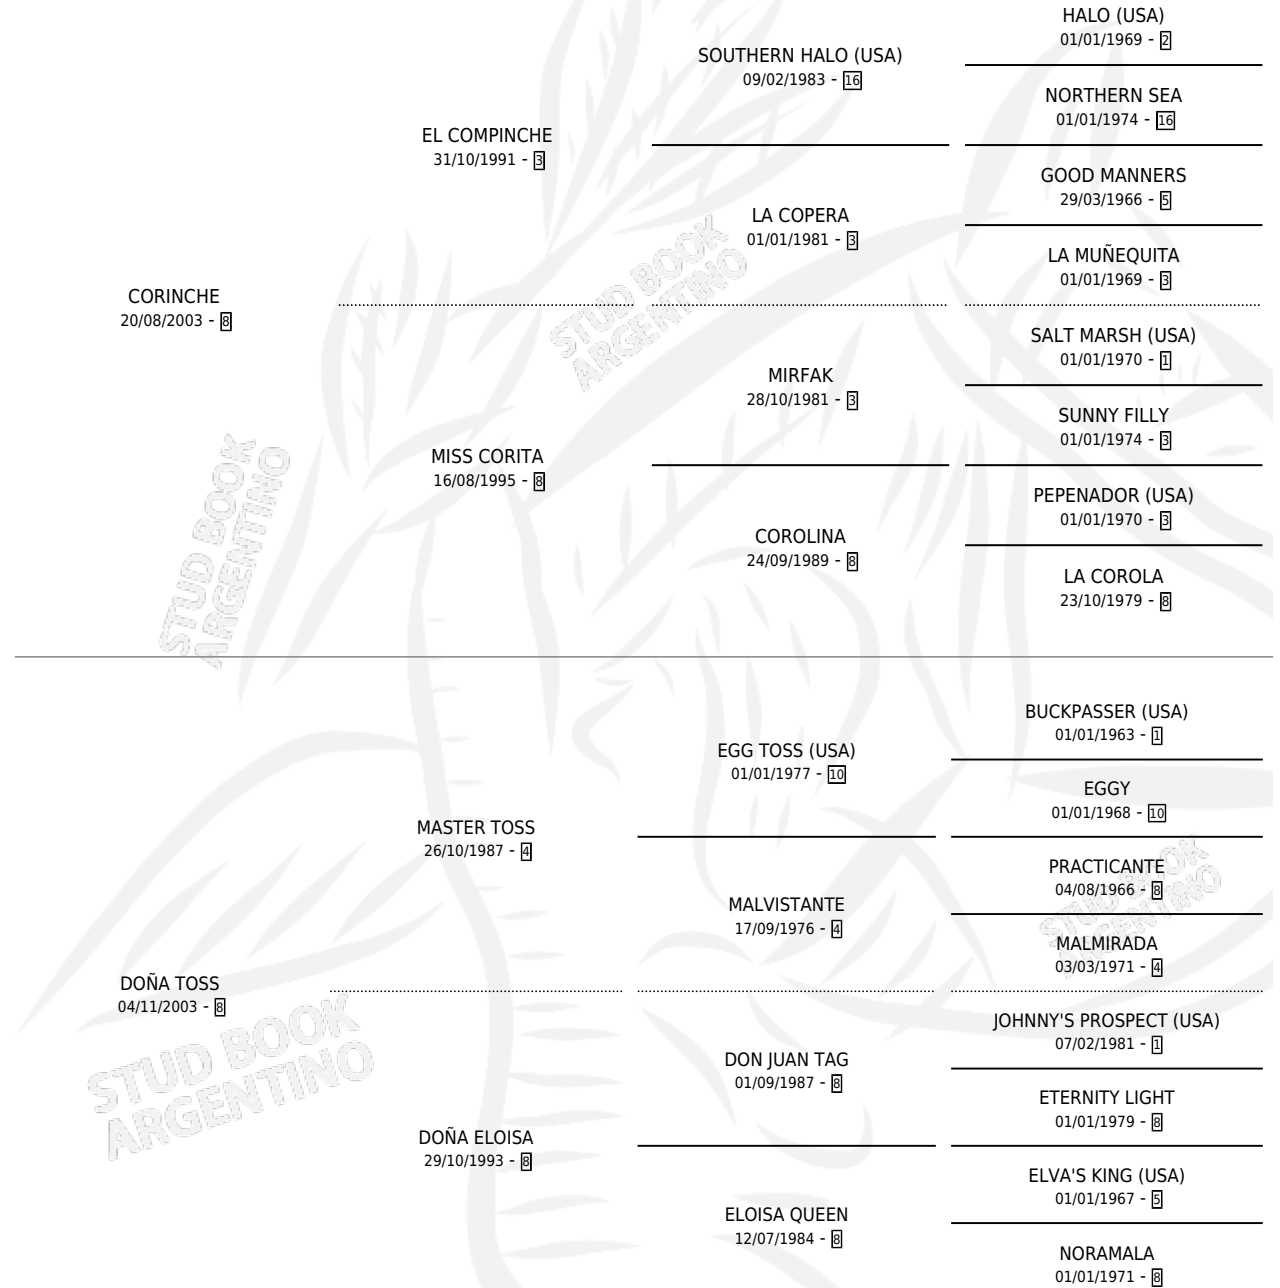 HALO (USA)
01/01/1969 - 2
SOUTHERN HALO (USA)
09/02/1983 - 16
NORTHERN SEA
01/01/1974 - 16
EL COMPINCHE
31/10/1991 - 3
GOOD MANNERS
29/03/1966 - 5
LA COPERA
01/01/1981 - 3
LA MUÑEQUITA
01/01/1969 - 3
CORINCHE
20/08/2003 - 8
STUD BOOK
ARGENTINO
SALT MARSH (USA)
01/01/1970 - 1
MIRFAK
28/10/1981 - 3
SUNNY FILLY
01/01/1974 - 3
MISS CORITA
16/08/1995 - 8
PEPENADOR (USA)
01/01/1970 - 3
COROLINA
24/09/1989 - 8
LA COROLA
23/10/1979 - 8
STUD BOOK
ARGENTINO
BUCKPASSER (USA)
01/01/1963 - 1
EGG TOSS (USA)
01/01/1977 - 10
EGGY
01/01/1968 - 10
MASTER TOSS
26/10/1987 - 4
PRACTICANTE
04/08/1966 - 8
MALVISTANTE
17/09/1976 - 4
MALMIRADA
03/03/1971 - 4
STUD BOOK
ARGENTINO
DOÑA TOSS
04/11/2003 - 8
JOHNNY'S PROSPECT (USA)
07/02/1981 - 1
DON JUAN TAG
01/09/1987 - 8
ETERNITY LIGHT
01/01/1979 - 8
STUD BOOK
ARGENTINO
DOÑA ELOISA
29/10/1993 - 8
ELVA'S KING (USA)
01/01/1967 - 5
ELOISA QUEEN
12/07/1984 - 8
NORAMALA
01/01/1971 - 8